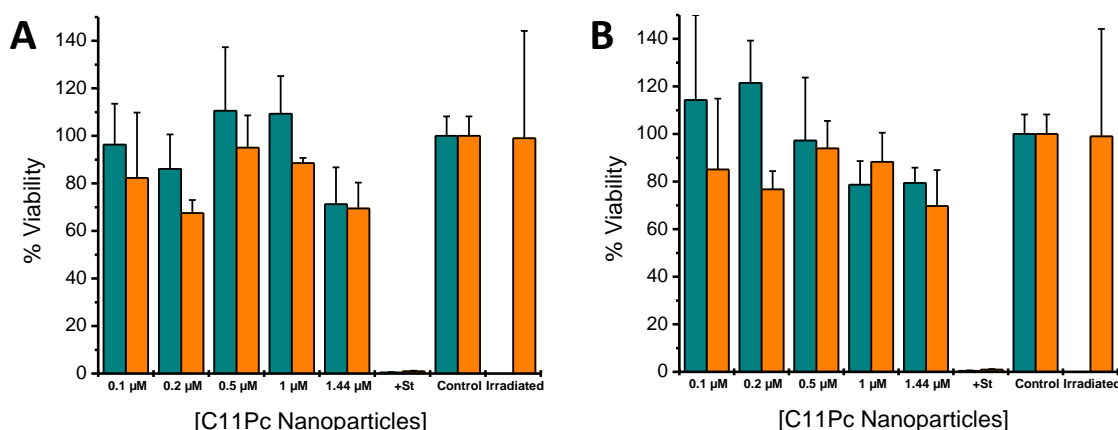 A
% Viability
140
120
100
80
60
40
20
0
0.1 µM 0.2 µM 0.5 µM 1 µM 1.44 µM +St Control Irradiated
[C11Pc Nanoparticles]
B
% Viability
140
120
100
80
60
40
20
0
0.1 µM 0.2 µM 0.5 µM 1 µM 1.44 µM +St Control Irradiated
[C11Pc Nanoparticles]